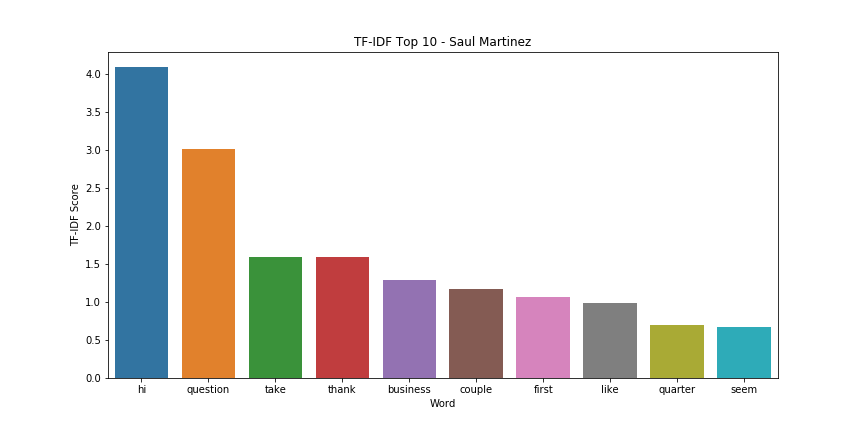 TF-IDF Top 10 - Saul Martinez
TF-IDF Score
4.0
3.5
3.0
2.5
2.0
1.5
1.0
0.5
0.0
hi question take thank business couple first like quarter seem
Word